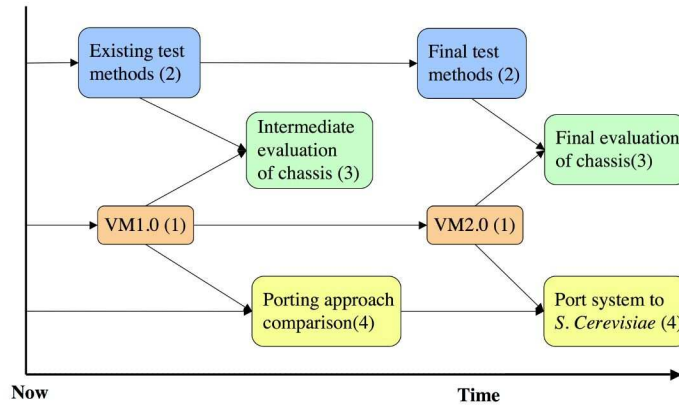 Existing test
methods (2)
Final test
methods (2)
Intermediate
evaluation
of chassis (3)
Final evaluation
of chassis(3)
VM1.0 (1)
VM2.0 (1)
Porting approach
comparison(4)
Port system to
S. Cerevisiae (4)
Now
Time